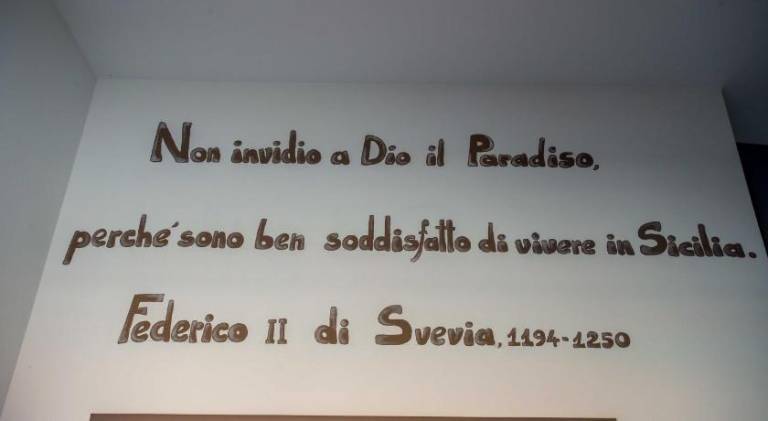 Non invidio a Dio il Paradiso,
perché sono ben soddisfatto di vivere in Sicilia.
Federico II di Svevia, 1194-1250